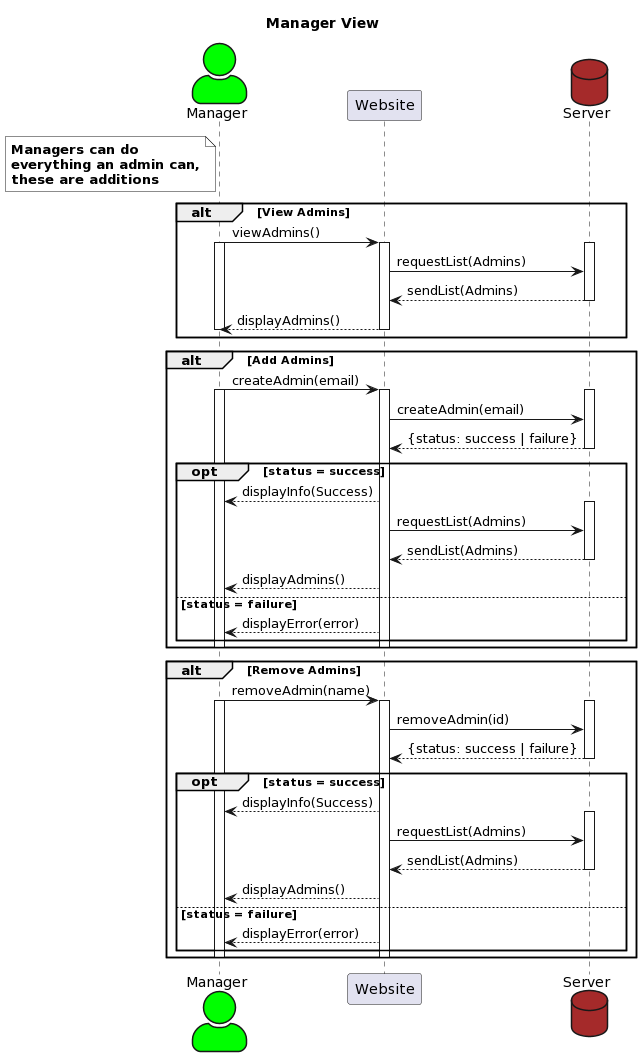 Manager View
Manager
Website
Server
Managers can do
everything an admin can,
these are additions
alt [View Admins]
viewAdmins()
requestList(Admins)
sendList(Admins)
displayAdmins()
alt [Add Admins]
createAdmin(email)
createAdmin(email)
{status: success | failure}
opt [status = success]
displayInfo(Success)
requestList(Admins)
sendList(Admins)
displayAdmins()
[status = failure]
displayError(error)
alt [Remove Admins]
removeAdmin(name)
removeAdmin(id)
{status: success | failure}
opt [status = success]
displayInfo(Success)
requestList(Admins)
sendList(Admins)
displayAdmins()
[status = failure]
displayError(error)
Manager
Website
Server